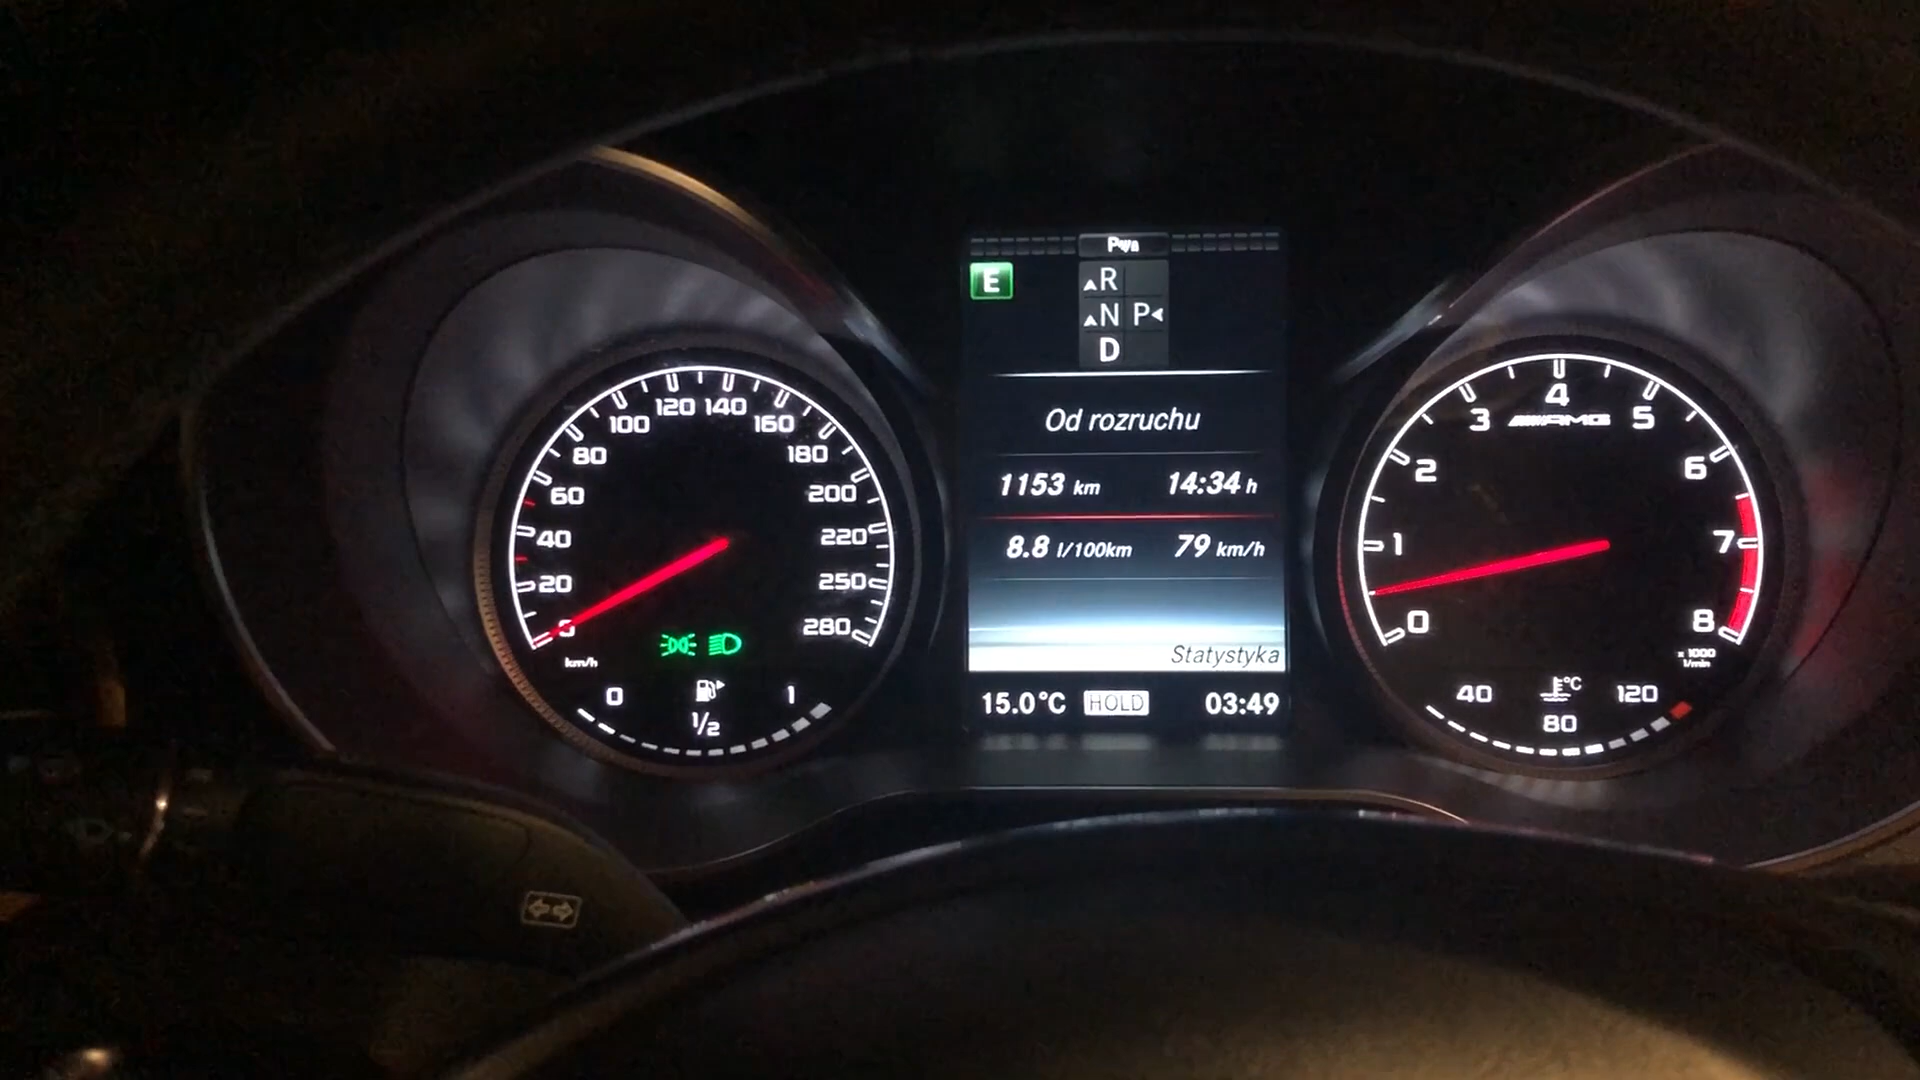 E
R
N P
D
Od rozruchu
1153 km 14:34 h
8.8 l/100km 79 km/h
Statystyka
15.0°C HOLD 03:49
0
20
40
60
80
100
120
140
160
180
200
220
250
280
km/h
0 1/2 1
0
1
2
3
4
5
6
7
8
AMG
x 1000
1/min
°C
40 80 120